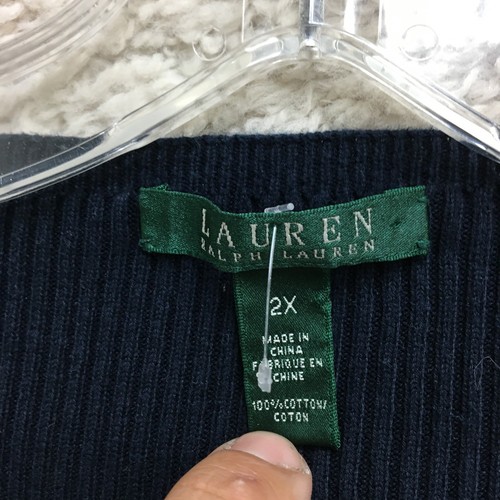 LAUREN
RALPH LAUREN
2X
MADE IN
CHINA
FABRIQUE EN
CHINE
100%COTTON/
COTON